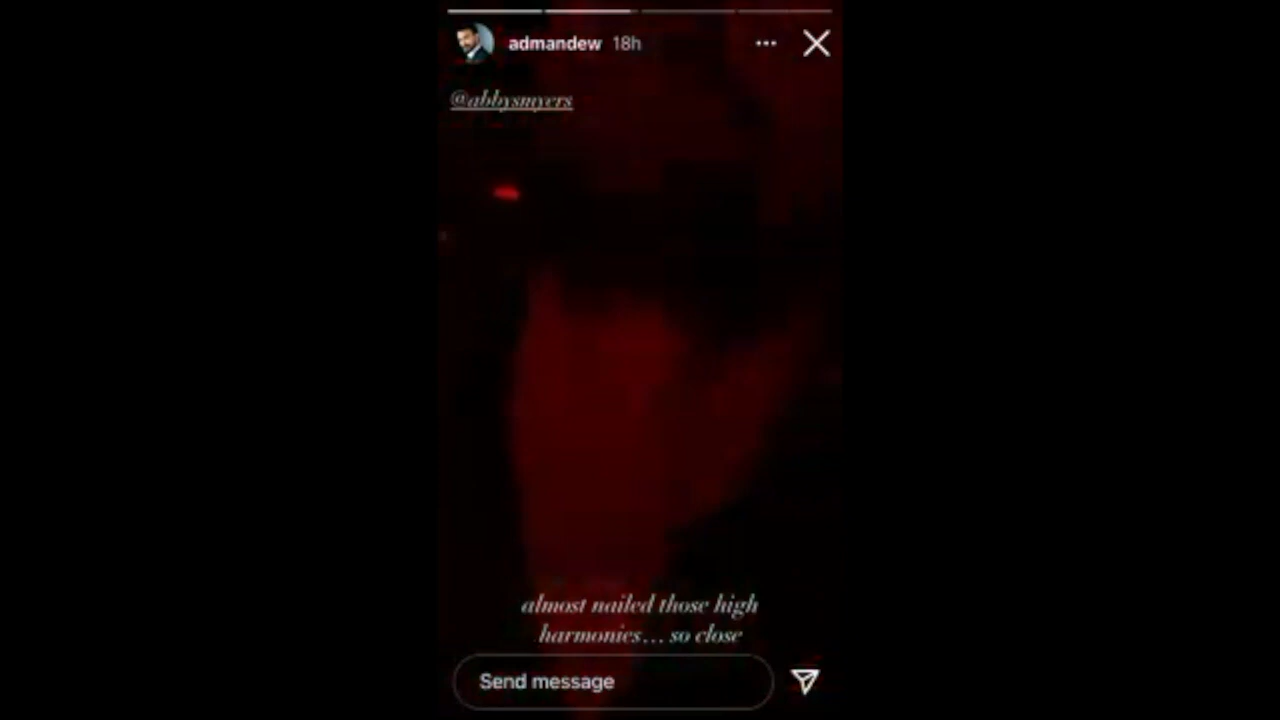 admandew 18h
@abbysmyers
almost nailed those high
harmonies... so close
Send message